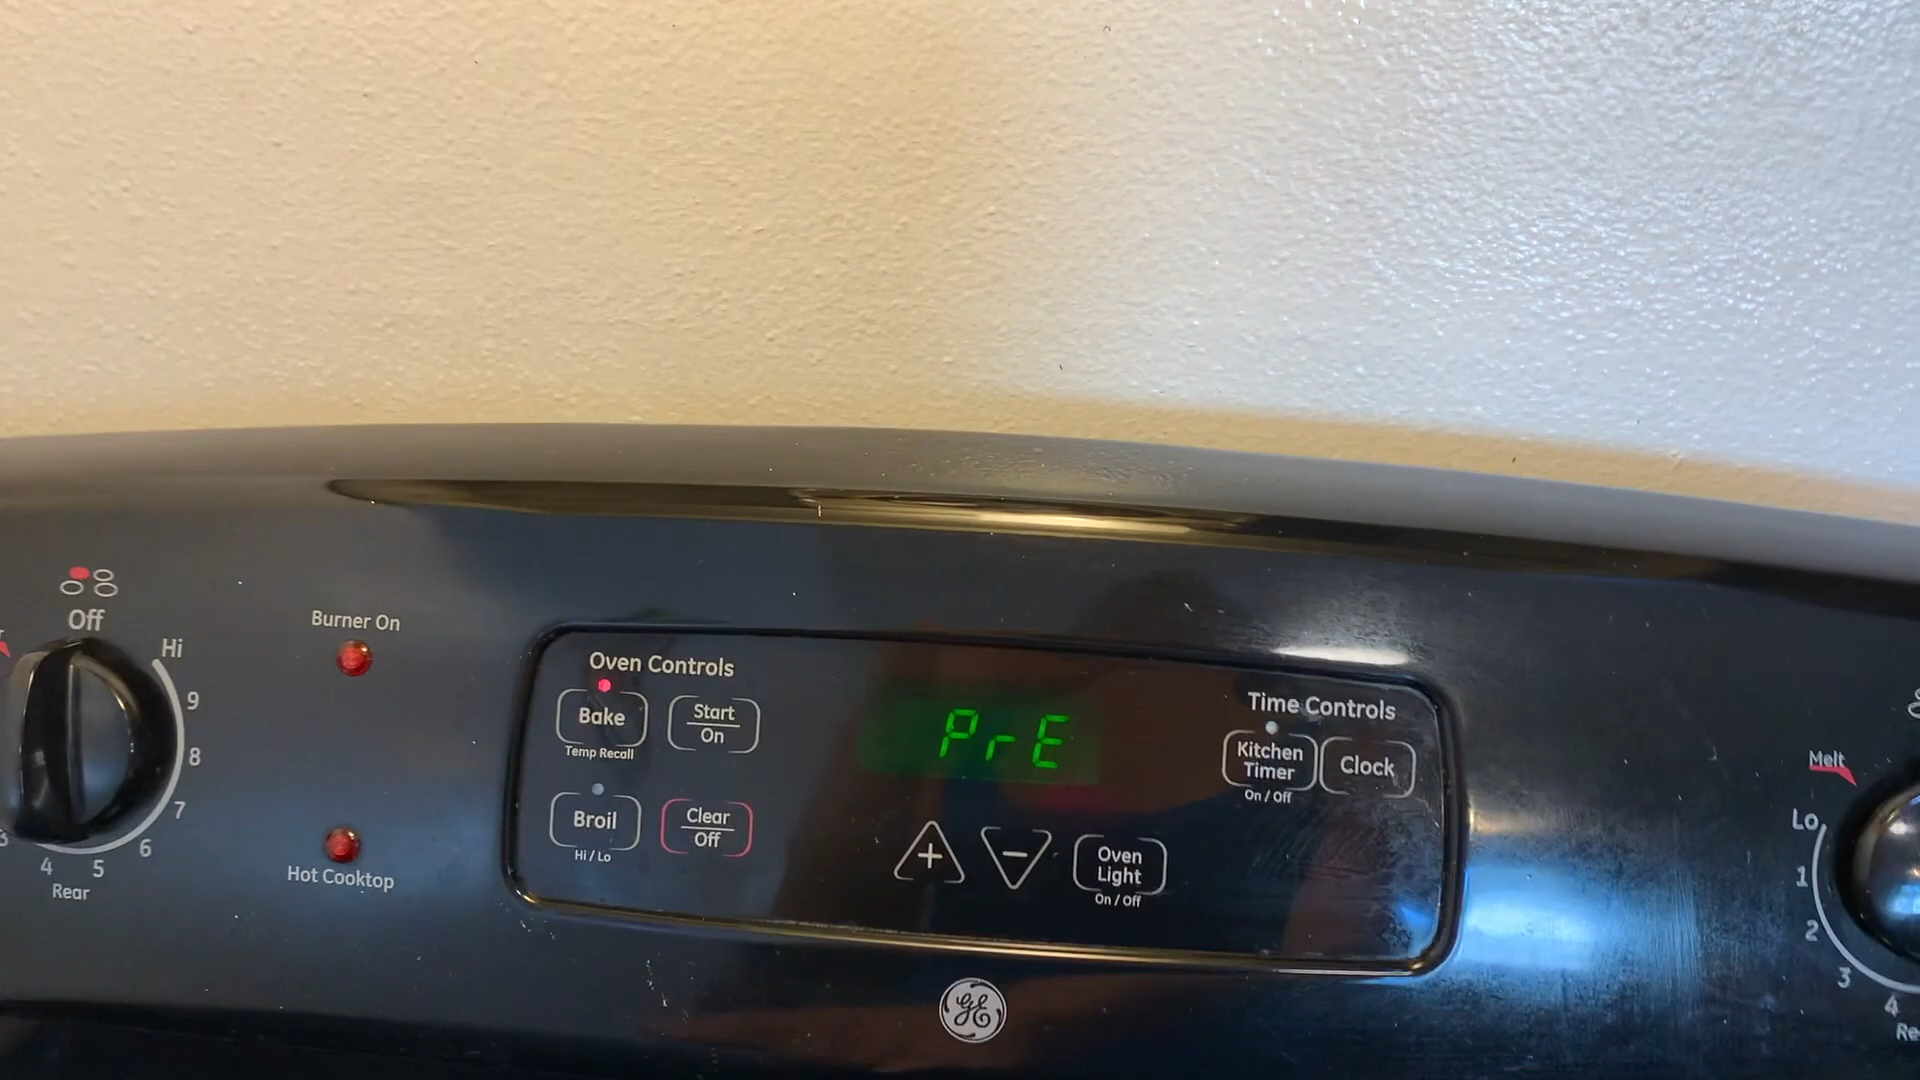 Off
Hi
9
8
7
6
5
4
3
Rear
Burner On
Hot Cooktop
Oven Controls
Bake
Temp Recall
Start
On
Broil
Hi / Lo
Clear
Off
PrE
+
−
Oven
Light
On / Off
Time Controls
Kitchen
Timer
On / Off
Clock
GE
Melt
Lo
1
2
3
4